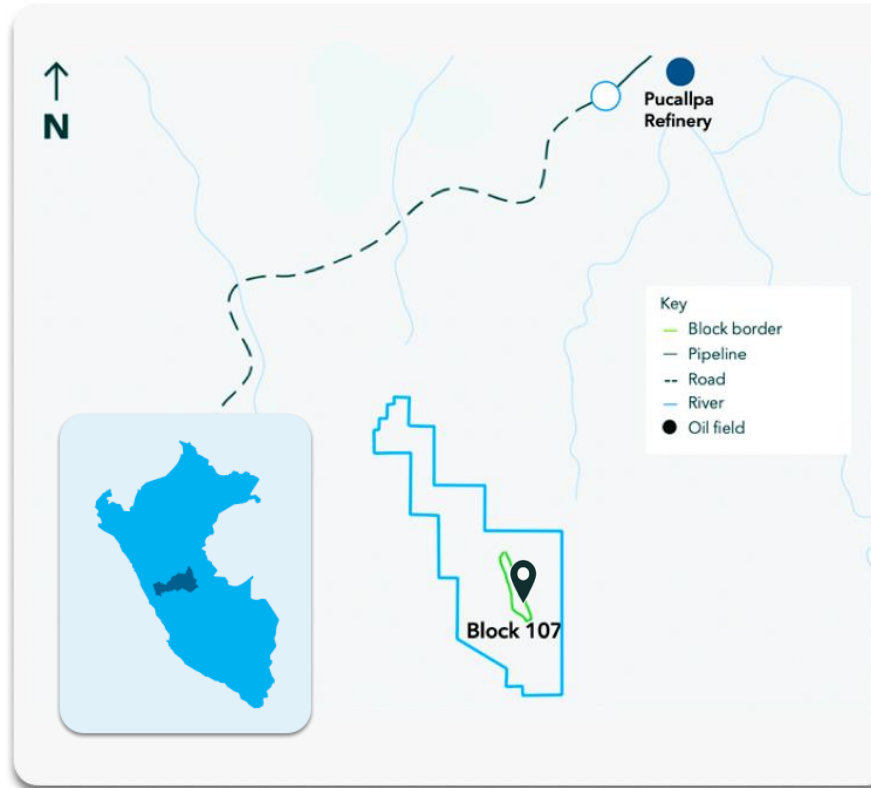 N
Pucallpa
Refinery
Key
Block border
Pipeline
Road
River
Oil field
Block 107